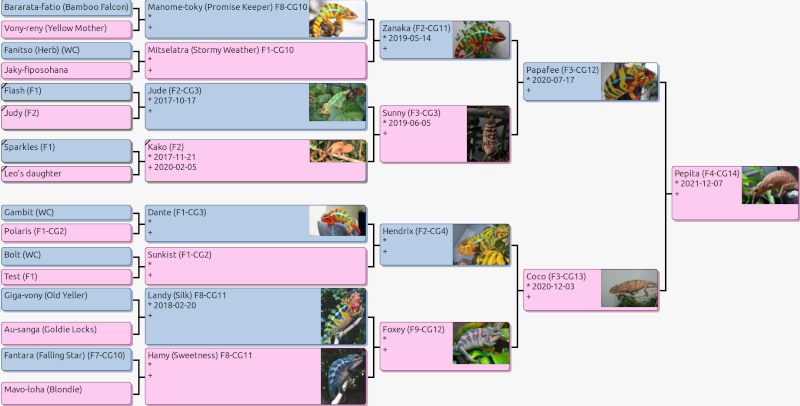 Bararata-fatio (Bamboo Falcon)
Vony-reny (Yellow Mother)
Fanitso (Herb) (WC)
Jaky-fiposohana
Flash (F1)
Judy (F2)
Sparkles (F1)
Leo's daughter
Gambit (WC)
Polaris (F1-CG2)
Bolt (WC)
Test (F1)
Giga-vony (Old Yeller)
Au-sanga (Goldie Locks)
Fantara (Falling Star) (F7-CG10)
Mavo-loha (Blondie)
Manome-toky (Promise Keeper) F8-CG10
*
+
Mitselatra (Stormy Weather) F1-CG10
*
+
Jude (F2-CG3)
* 2017-10-17
+
Kako (F2)
* 2017-11-21
+ 2020-02-05
Dante (F1-CG3)
*
+
Sunkist (F1-CG2)
*
+
Landy (Silk) F8-CG11
* 2018-02-20
+
Hamy (Sweetness) F8-CG11
*
+
Zanaka (F2-CG11)
* 2019-05-14
+
Sunny (F3-CG3)
* 2019-06-05
+
Hendrix (F2-CG4)
*
+
Foxey (F9-CG12)
*
+
Papafee (F3-CG12)
* 2020-07-17
+
Coco (F3-CG13)
* 2020-12-03
+
Pepita (F4-CG14)
* 2021-12-07
+